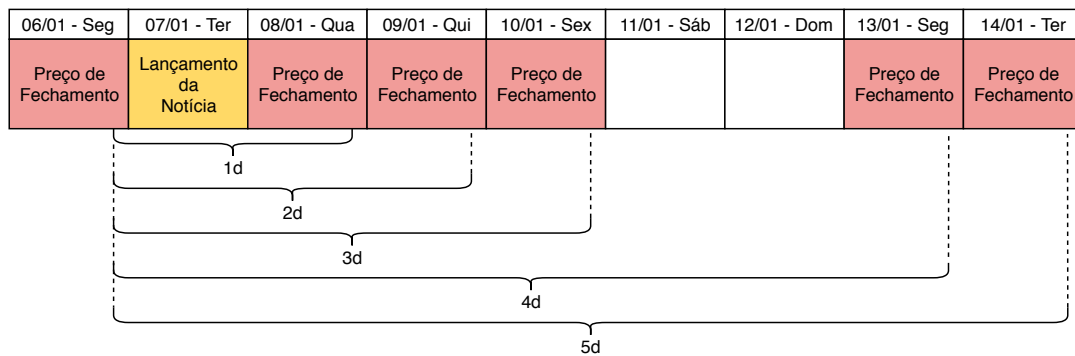 06/01 - Seg 07/01 - Ter 08/01 - Qua 09/01 - Qui 10/01 - Sex 11/01 - Sáb 12/01 - Dom 13/01 - Seg 14/01 - Ter
Preço de
Fechamento
Lançamento
da
Notícia
Preço de
Fechamento
Preço de
Fechamento
Preço de
Fechamento
Preço de
Fechamento
Preço de
Fechamento
1d
2d
3d
4d
5d